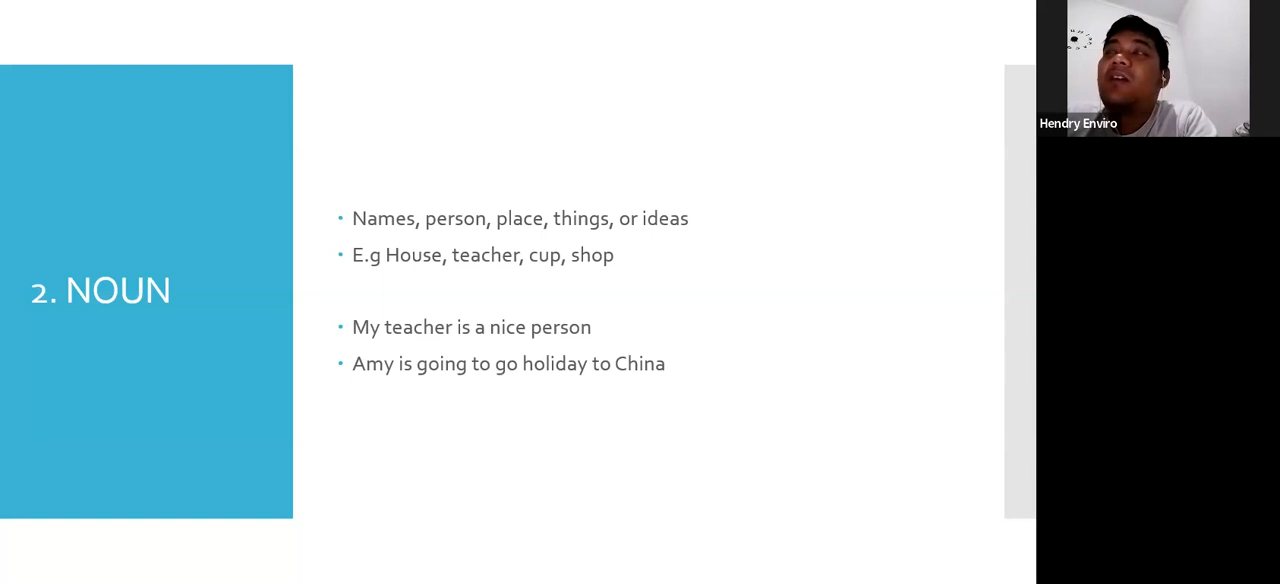 2. NOUN
Names, person, place, things, or ideas
E.g House, teacher, cup, shop
My teacher is a nice person
Amy is going to go holiday to China
Hendry Enviro